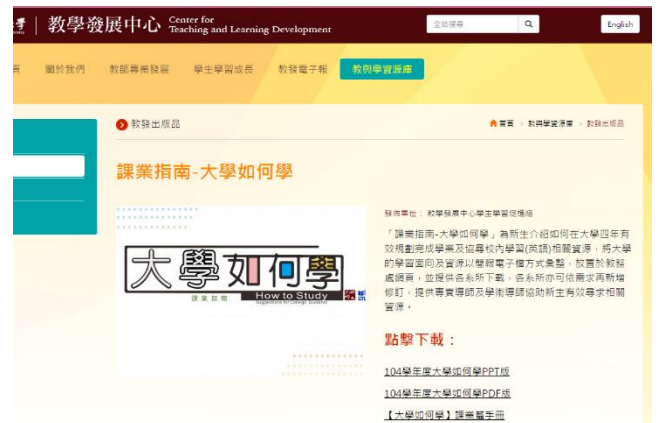 教學發展中心 Center for
Teaching and Learning Development
全站搜尋
English
關於我們 教師專業發展 學生學習成長 教發電子報 教與學資源庫
教發出版品
首頁 > 教與學資源庫 > 教發出版品
課業指南-大學如何學
發佈單位： 教學發展中心學生學習促進組
「課業指南-大學如何學」為新生介紹如何在大學四年有
效規劃完成學業及協尋校內學習(英語)相關資源，將大學
的學習面向及資源以簡報電子檔方式彙整，放置於教務
處網頁，並提供各系所下載，各系所亦可依需求再新增
修訂，提供專責導師及學術導師協助新生有效尋求相關
資源。
大學如何學
課業指南 How to Study
Suggestions for College Students
點擊下載：
104學年度大學如何學PPT版
104學年度大學如何學PDF版
【大學如何學】課業篇手冊